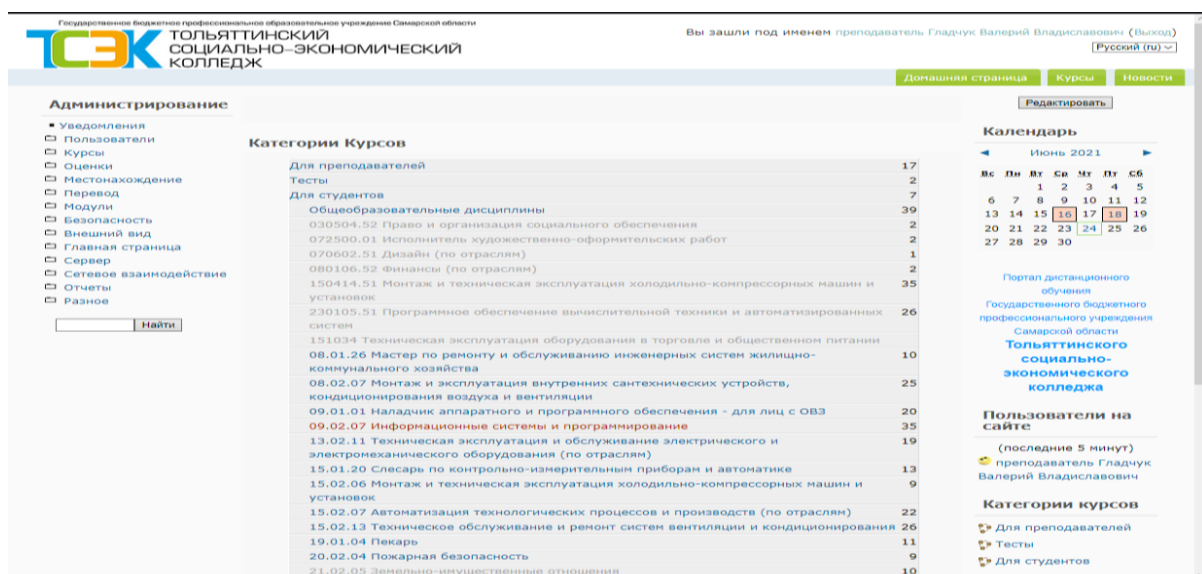 Государственное бюджетное профессиональное образовательное учреждение Самарской области
ТСЭК
ТОЛЬЯТТИНСКИЙ
СОЦИАЛЬНО-ЭКОНОМИЧЕСКИЙ
КОЛЛЕДЖ
Вы зашли под именем преподаватель Гладчук Валерий Владиславович (Выход)
Русский (ru)
Домашняя страница Курсы Новости
Администрирование
Уведомления
Пользователи
Курсы
Оценки
Местонахождение
Перевод
Модули
Безопасность
Внешний вид
Главная страница
Сервер
Сетевое взаимодействие
Отчеты
Разное
Найти
Категории Курсов
Для преподавателей 17
Тесты 2
Для студентов 7
Общеобразовательные дисциплины 39
030504.52 Право и организация социального обеспечения 2
072500.01 Исполнитель художественно-оформительских работ 2
070602.51 Дизайн (по отраслям) 1
080106.52 Финансы (по отраслям) 2
150414.51 Монтаж и техническая эксплуатация холодильно-компрессорных машин и 35
установок
230105.51 Программное обеспечение вычислительной техники и автоматизированных 26
систем
151034 Техническая эксплуатация оборудования в торговле и общественном питании
08.01.26 Мастер по ремонту и обслуживанию инженерных систем жилищно- 10
коммунального хозяйства
08.02.07 Монтаж и эксплуатация внутренних сантехнических устройств, 25
кондиционирования воздуха и вентиляции
09.01.01 Наладчик аппаратного и программного обеспечения - для лиц с ОВЗ 20
09.02.07 Информационные системы и программирование 35
13.02.11 Техническая эксплуатация и обслуживание электрического и 19
электромеханического оборудования (по отраслям)
15.01.20 Слесарь по контрольно-измерительным приборам и автоматике 13
15.02.06 Монтаж и техническая эксплуатация холодильно-компрессорных машин и 9
установок
15.02.07 Автоматизация технологических процессов и производств (по отраслям) 22
15.02.13 Техническое обслуживание и ремонт систем вентиляции и кондиционирования 26
19.01.04 Пекарь 11
20.02.04 Пожарная безопасность 9
21.02.05 Земельно-имущественные отношения 10
Редактировать
Календарь
Июнь 2021
Вс Пн Вт Ср Чт Пт Сб
1 2 3 4 5
6 7 8 9 10 11 12
13 14 15 16 17 18 19
20 21 22 23 24 25 26
27 28 29 30
Портал дистанционного
обучения
Государственного бюджетного
профессионального учреждения
Самарской области
Тольяттинского
социально-
экономического
колледжа
Пользователи на
сайте
(последние 5 минут)
преподаватель Гладчук
Валерий Владиславович
Категории курсов
Для преподавателей
Тесты
Для студентов